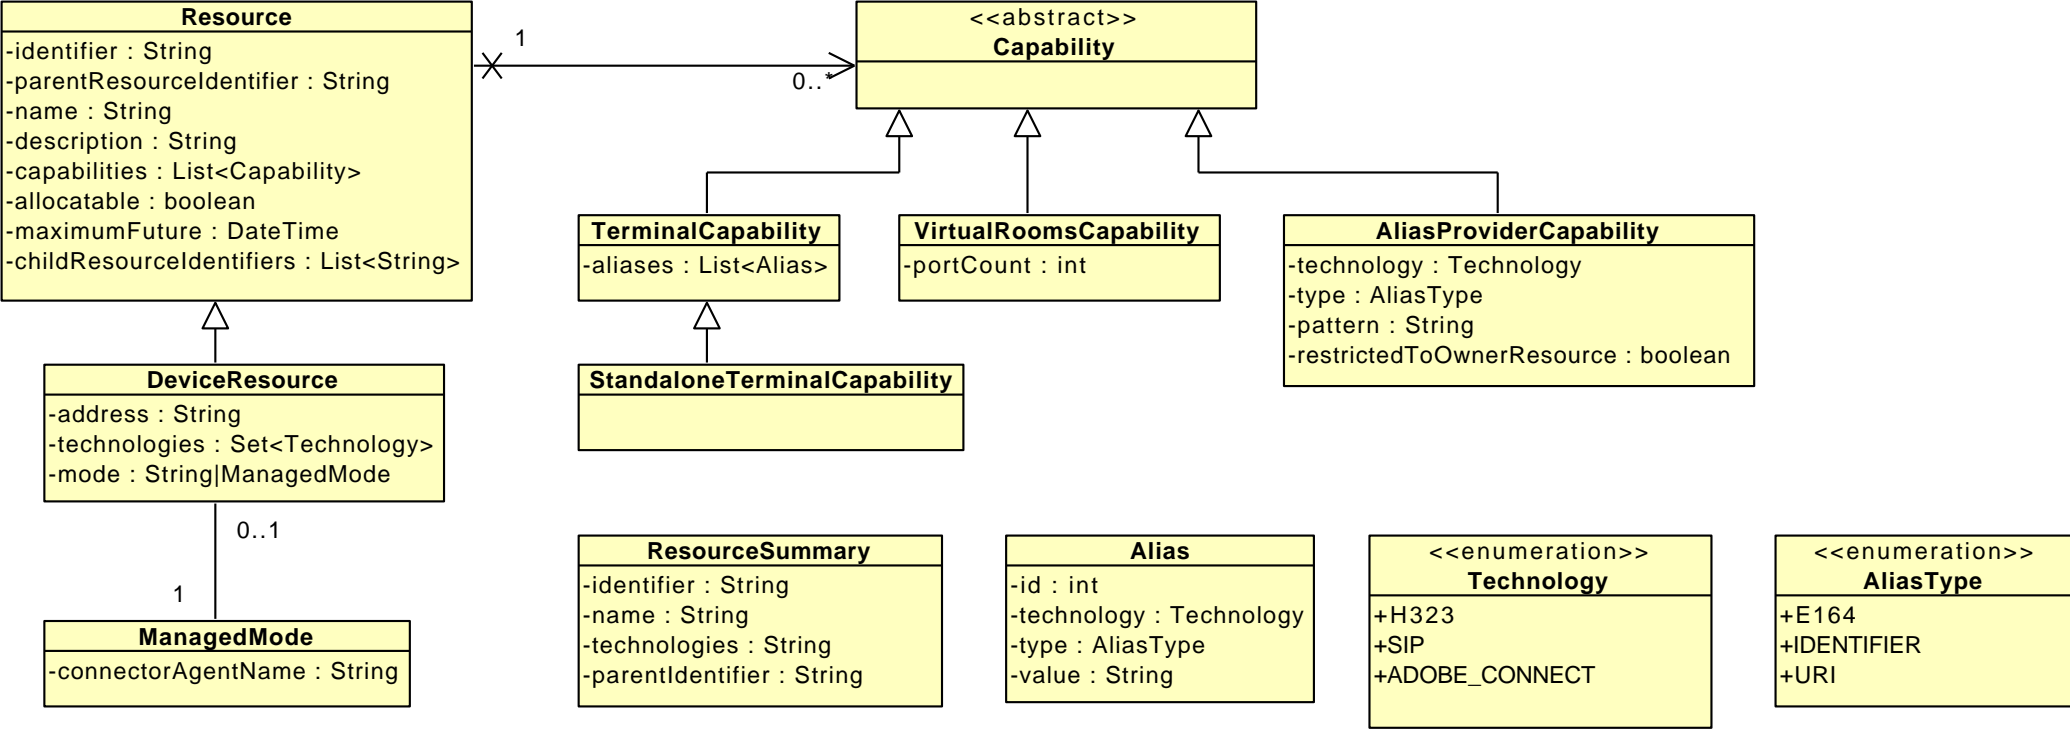 Resource
-identifier : String
-parentResourceIdentifier : String
-name : String
-description : String
-capabilities : List<Capability>
-allocatable : boolean
-maximumFuture : DateTime
-childResourceIdentifiers : List<String>
1
0..*
<<abstract>>
Capability
TerminalCapability
-aliases : List<Alias>
VirtualRoomsCapability
-portCount : int
AliasProviderCapability
-technology : Technology
-type : AliasType
-pattern : String
-restrictedToOwnerResource : boolean
DeviceResource
-address : String
-technologies : Set<Technology>
-mode : String|ManagedMode
StandaloneTerminalCapability
0..1
1
ManagedMode
-connectorAgentName : String
ResourceSummary
-identifier : String
-name : String
-technologies : String
-parentIdentifier : String
Alias
-id : int
-technology : Technology
-type : AliasType
-value : String
<<enumeration>>
Technology
+H323
+SIP
+ADOBE_CONNECT
<<enumeration>>
AliasType
+E164
+IDENTIFIER
+URI